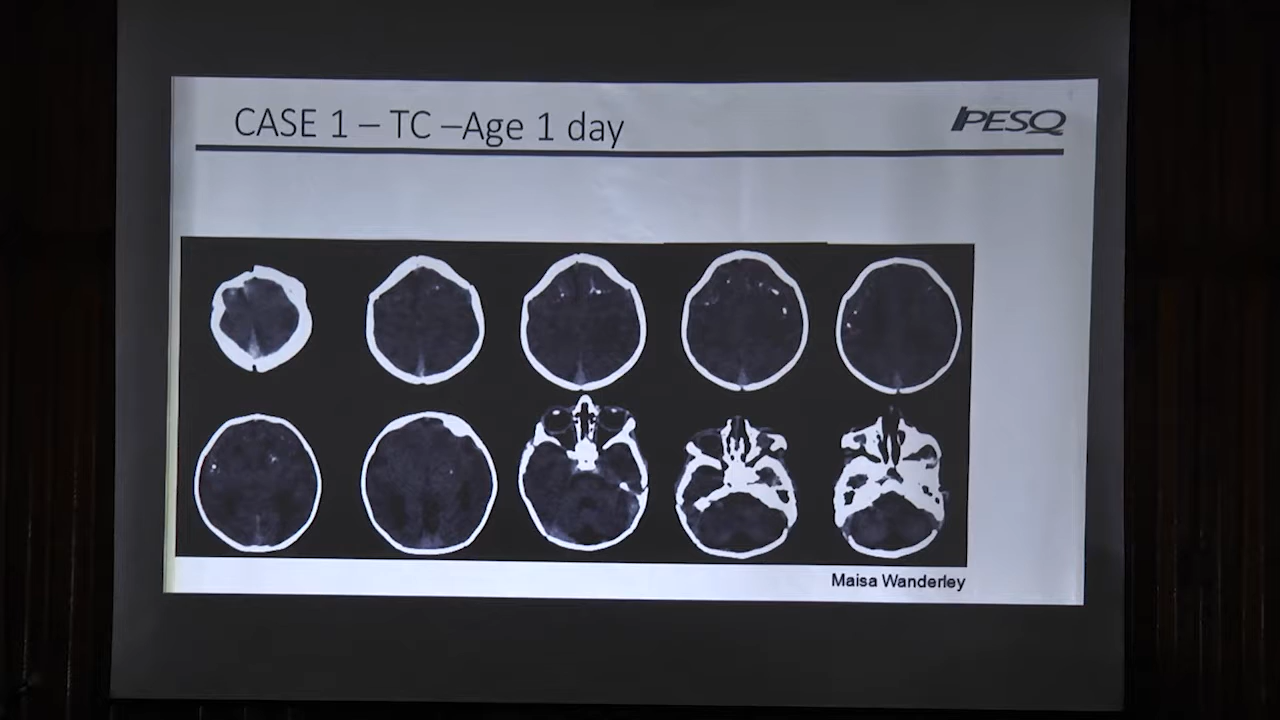 CASE 1 – TC –Age 1 day
IPESQ
Maisa Wanderley